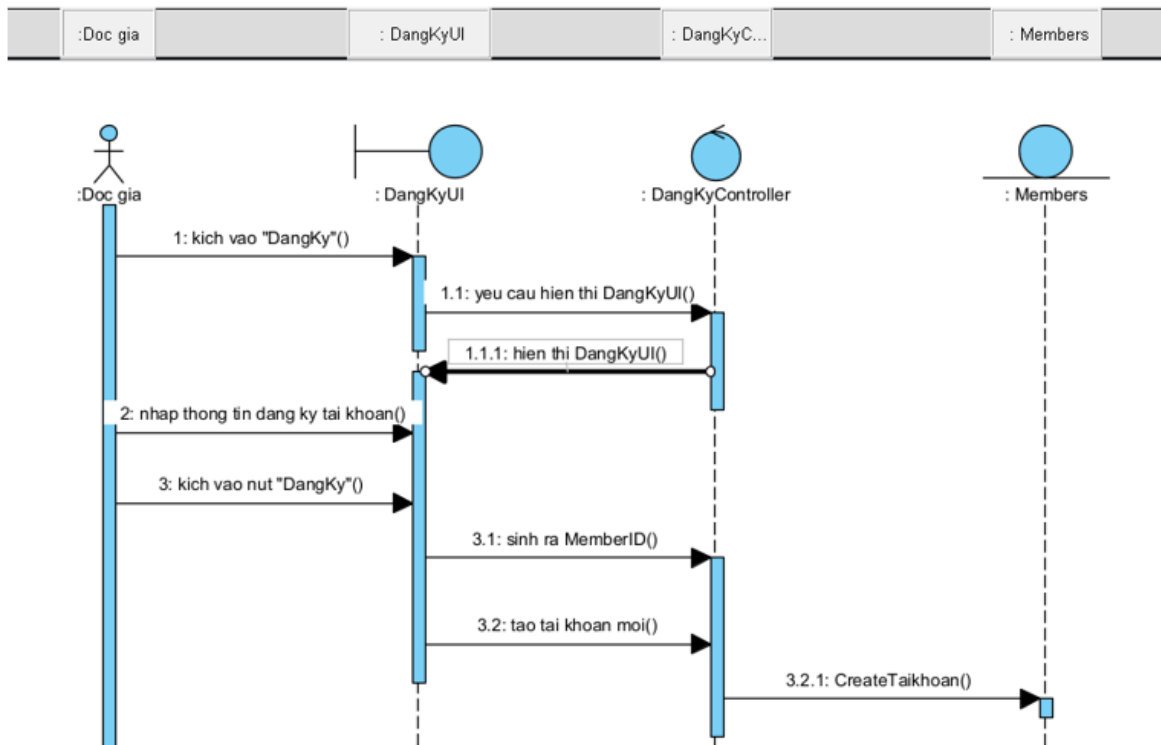 :Doc gia
: DangKyUI
: DangKyC...
: Members
:Doc gia
: DangKyUI
: DangKyController
: Members
1: kich vao "DangKy"()
1.1: yeu cau hien thi DangKyUI()
1.1.1: hien thi DangKyUI()
2: nhap thong tin dang ky tai khoan()
3: kich vao nut "DangKy"()
3.1: sinh ra MemberID()
3.2: tao tai khoan moi()
3.2.1: CreateTaikhoan()